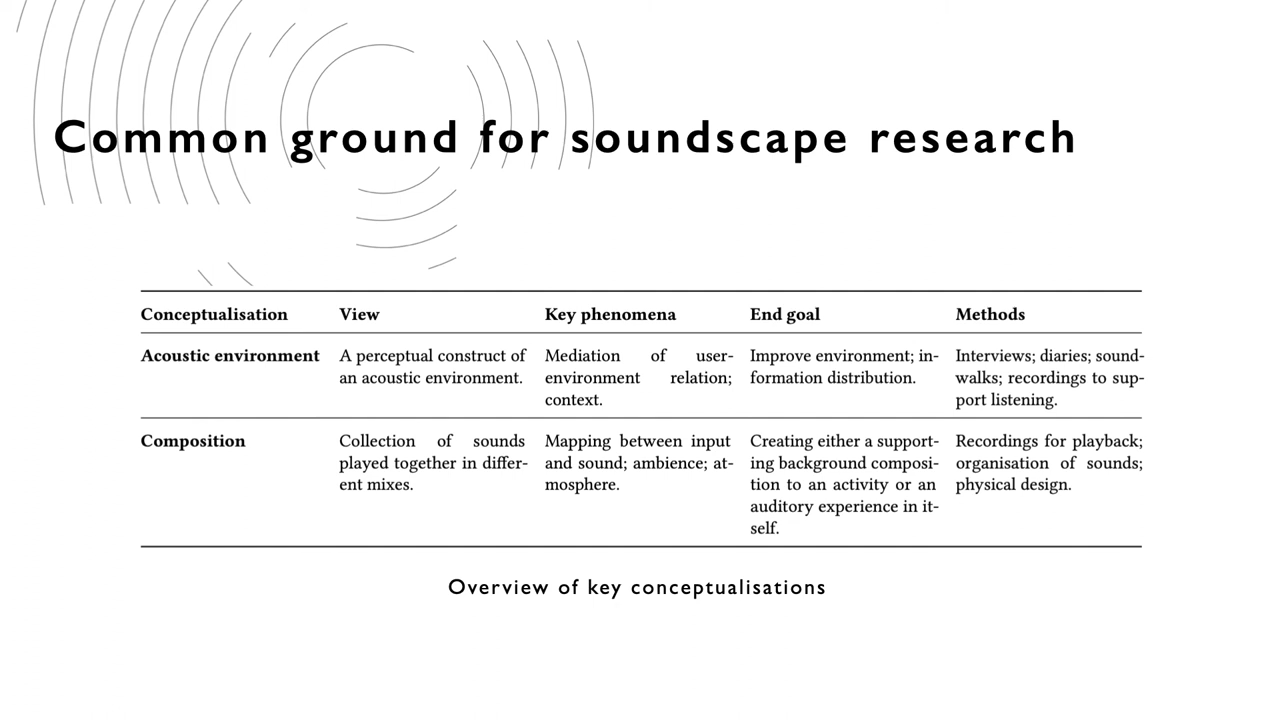 Common ground for soundscape research
Conceptualisation View Key phenomena End goal Methods
Acoustic environment A perceptual construct of Mediation of user- Improve environment; in- Interviews; diaries; sound-
an acoustic environment. environment relation; formation distribution. walks; recordings to sup-
context. port listening.
Composition Collection of sounds Mapping between input Creating either a support- Recordings for playback;
played together in differ- and sound; ambience; at- ing background composi- organisation of sounds;
ent mixes. mosphere. tion to an activity or an physical design.
auditory experience in it-
self.
Overview of key conceptualisations